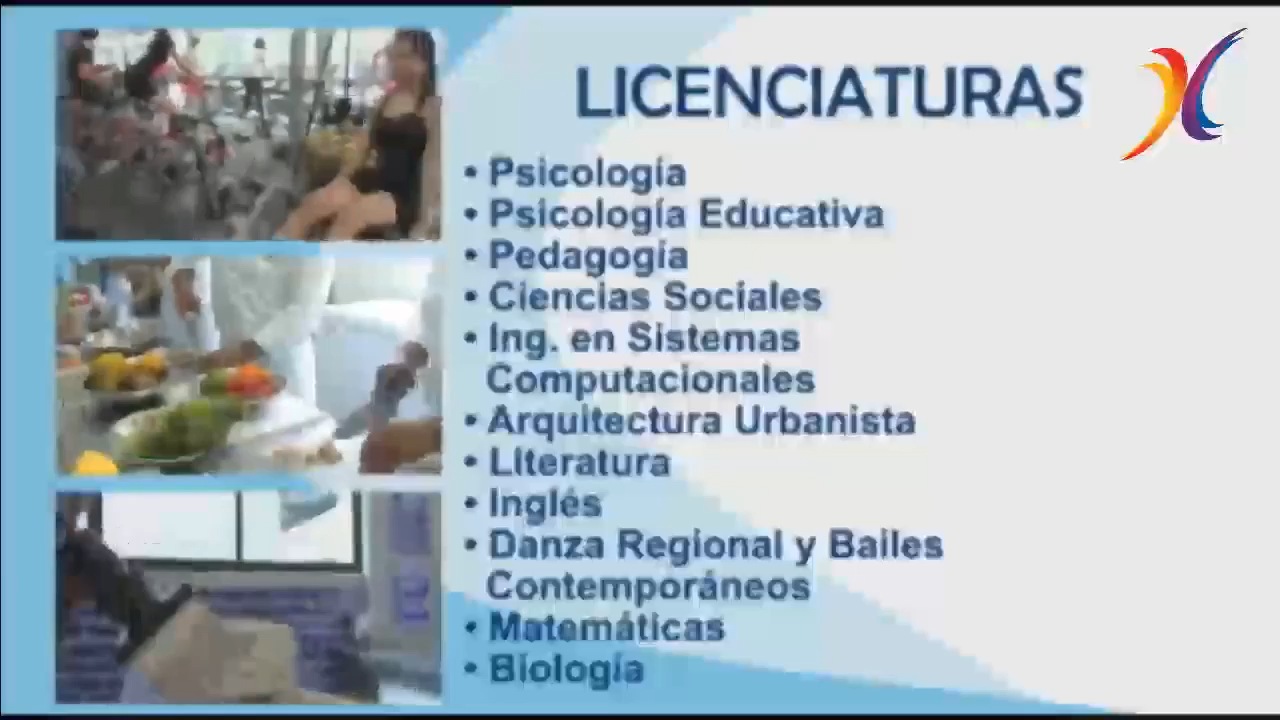 LICENCIATURAS
• Psicología
• Psicología Educativa
• Pedagogía
• Ciencias Sociales
• Ing. en Sistemas
Computacionales
• Arquitectura Urbanista
• Literatura
• Inglés
• Danza Regional y Bailes
Contemporáneos
• Matemáticas
• Biología